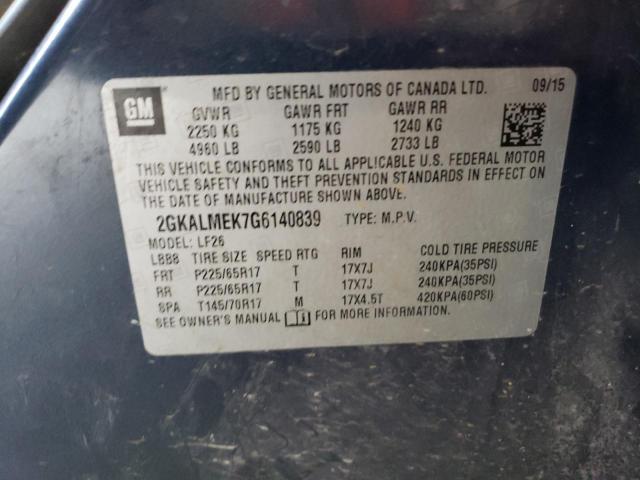 GM
MFD BY GENERAL MOTORS OF CANADA LTD. 09/15
GVWR GAWR FRT GAWR RR
2250 KG 1175 KG 1240 KG
4960 LB 2590 LB 2733 LB
THIS VEHICLE CONFORMS TO ALL APPLICABLE U.S. FEDERAL MOTOR
VEHICLE SAFETY AND THEFT PREVENTION STANDARDS IN EFFECT ON
THE DATE OF MANUFACTURE SHOWN ABOVE.
2GKALMEK7G6140839 TYPE: M.P.V.
MODEL: LF26
LBB8 TIRE SIZE SPEED RTG RIM COLD TIRE PRESSURE
FRT P225/65R17 T 17X7J 240KPA(35PSI)
RR P225/65R17 T 17X7J 240KPA(35PSI)
SPA T145/70R17 M 17X4.5T 420KPA(60PSI)
SEE OWNER'S MANUAL FOR MORE INFORMATION.